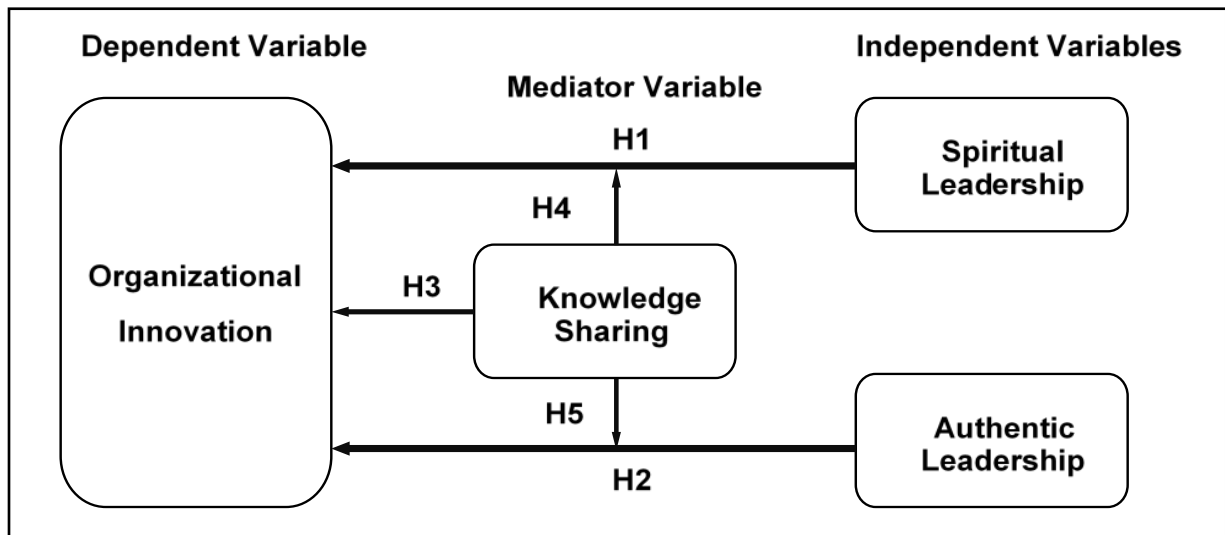 Dependent Variable
Independent Variables
Mediator Variable
H1
Spiritual
Leadership
H4
Organizational
Innovation
H3
Knowledge
Sharing
H5
Authentic
Leadership
H2